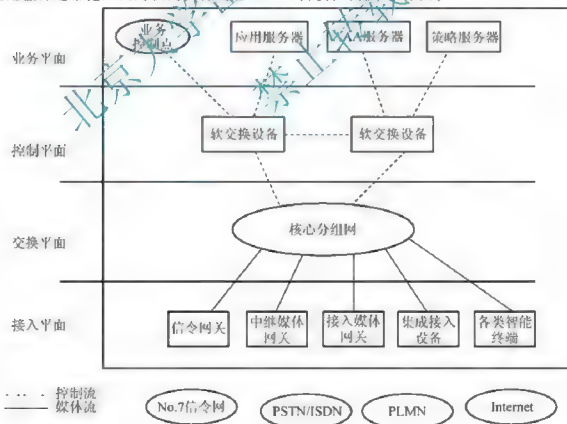 业务
控制点
应用服务器
AAA服务器
策略服务器
业务平面
软交换设备
软交换设备
控制平面
核心分组网
交换平面
接入平面
信令网关
中继媒体
网关
接入媒体
网关
集成接入
设备
各类智能
终端
控制流
媒体流
No.7信令网
PSTN/ISDN
PLMN
Internet